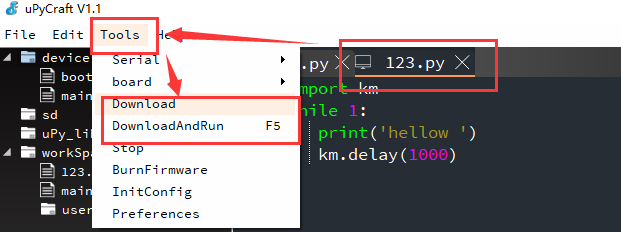 uPyCraft V1.1
File Edit Tools He
device
boot
main
sd
uPy_li
workSpa
123.
main
user
Serial
board
Download
DownloadAndRun F5
Stop
BurnFirmware
InitConfig
Preferences
.py 123.py
import km
hile 1:
print('hellow ')
km.delay(1000)